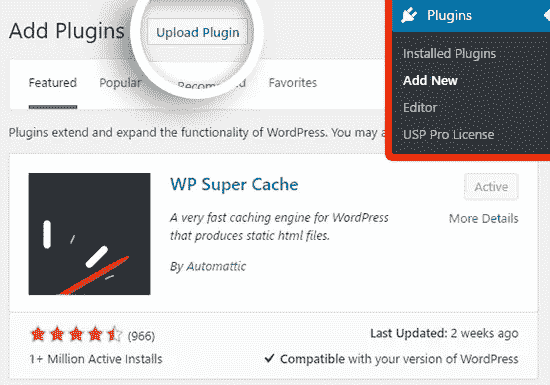 Add Plugins
Upload Plugin
Plugins
Installed Plugins
Add New
Editor
USP Pro License
Featured
Popular
Recommended
Favorites
Plugins extend and expand the functionality of WordPress. You may a
WP Super Cache
Active
A very fast caching engine for WordPress
that produces static html files.
More Details
By Automattic
(966)
Last Updated: 2 weeks ago
1+ Million Active Installs
Compatible with your version of WordPress